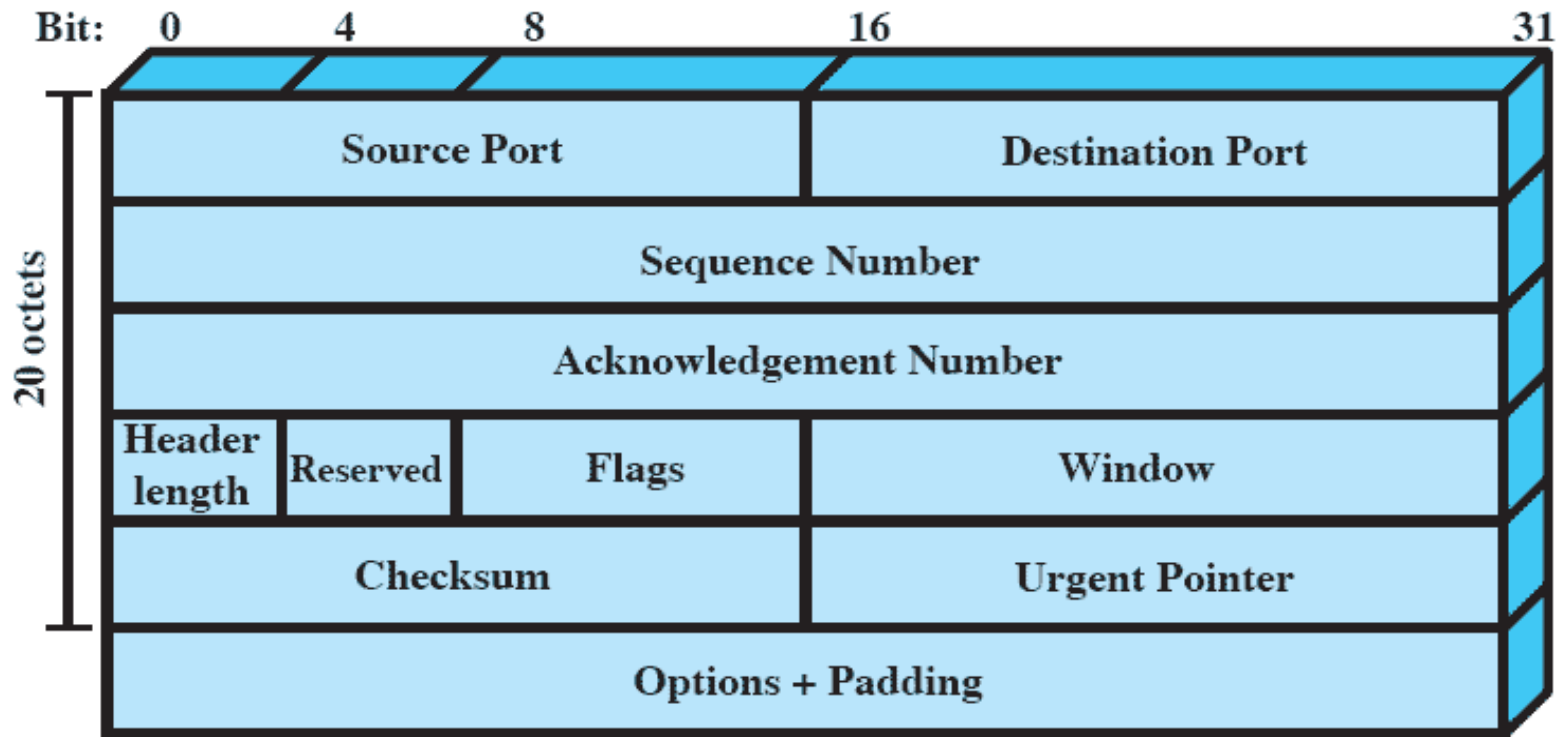 Bit: 0 4 8 16 31
20 octets
Source Port Destination Port
Sequence Number
Acknowledgement Number
Header
length
Reserved Flags Window
Checksum Urgent Pointer
Options + Padding